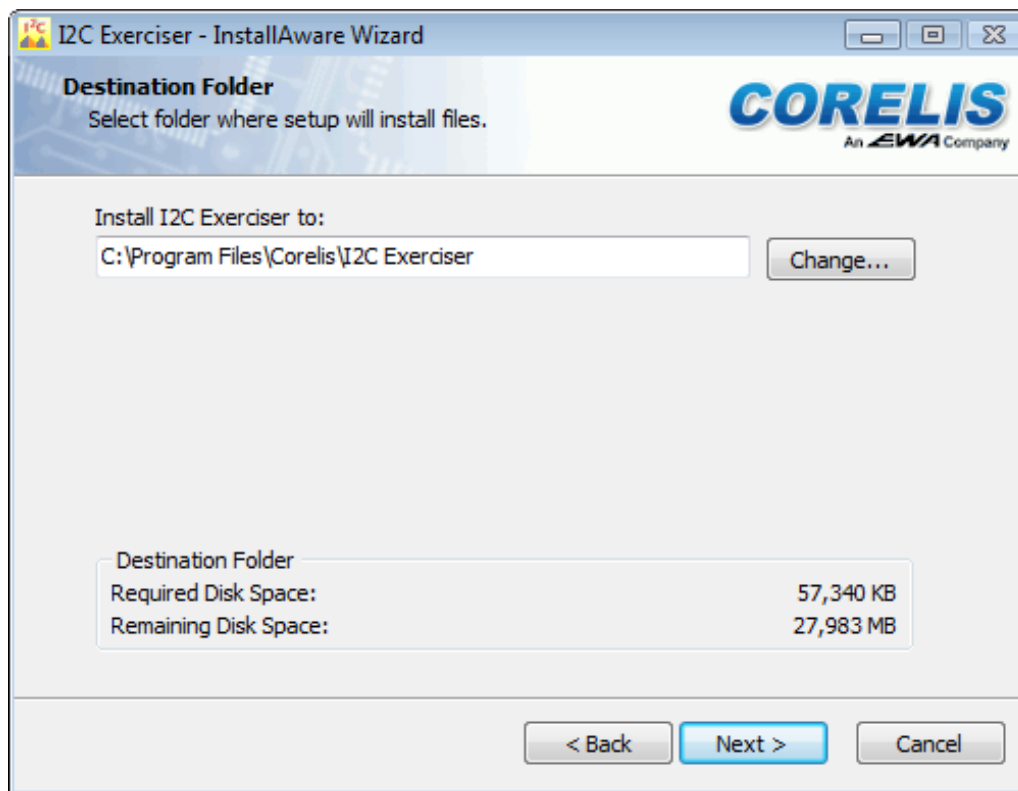 I2C
I2C Exerciser - InstallAware Wizard
Destination Folder
Select folder where setup will install files.
CORELIS
An EWA Company
Install I2C Exerciser to:
C:\Program Files\Corelis\I2C Exerciser
Change...
Destination Folder
Required Disk Space: 57,340 KB
Remaining Disk Space: 27,983 MB
< Back Next > Cancel